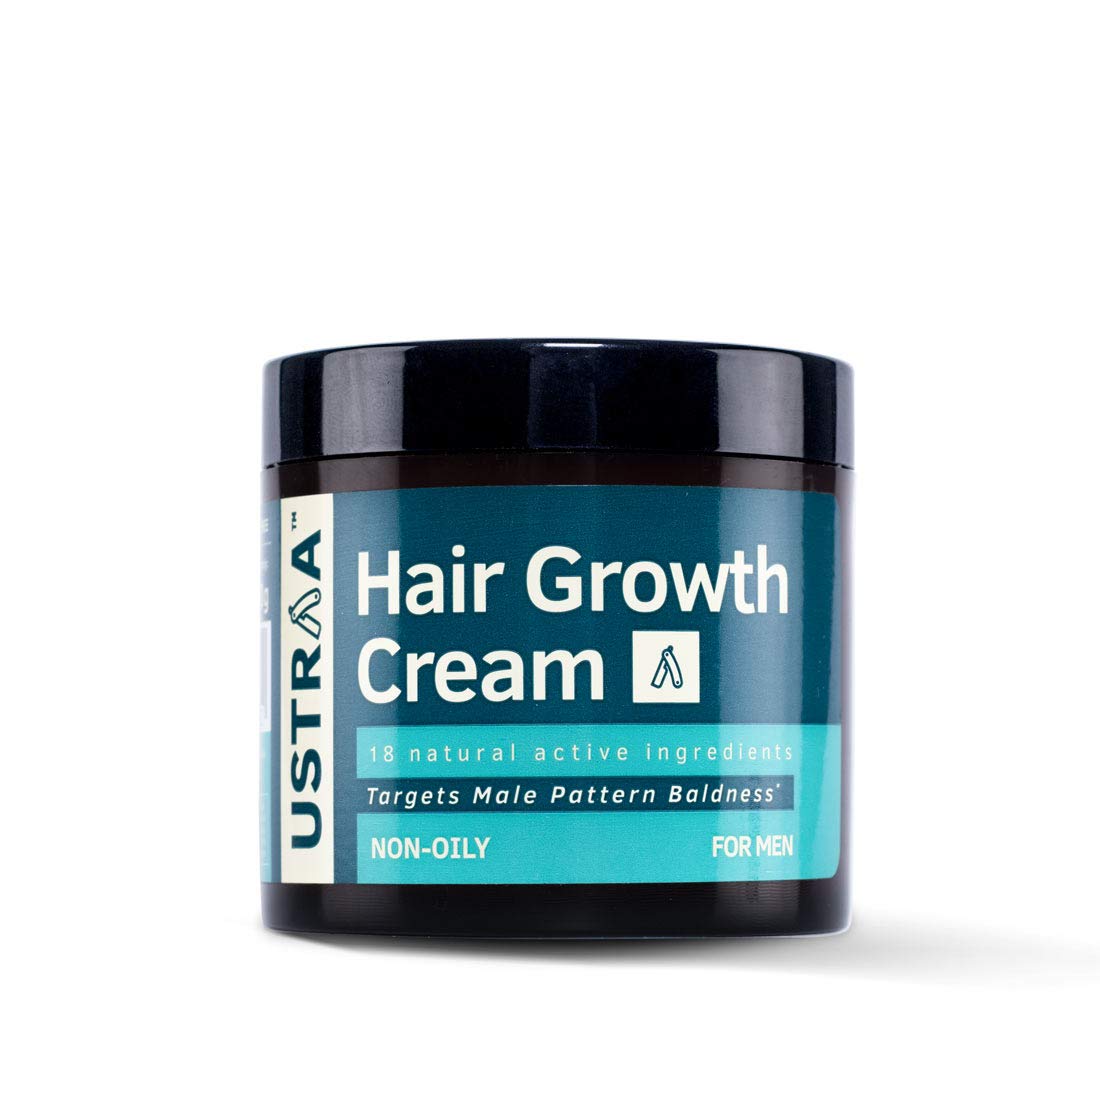 USTRAA™
Hair Growth
Cream
18 natural active ingredients
Targets Male Pattern Baldness*
NON-OILY
FOR MEN